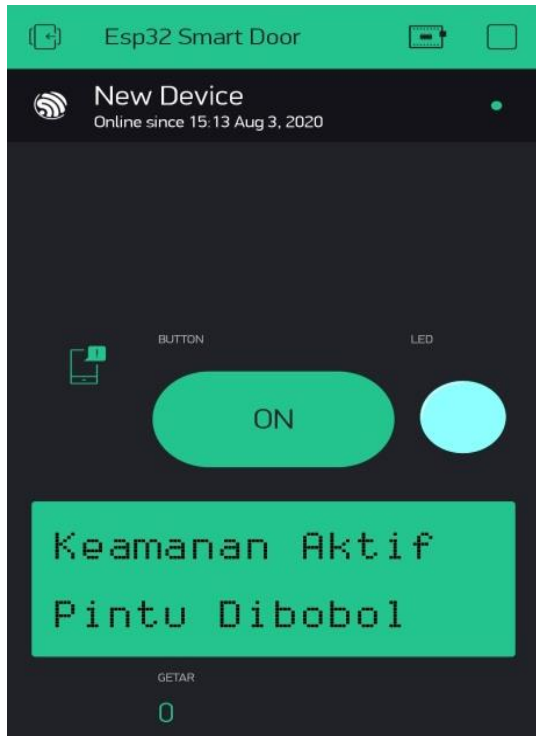 Esp32 Smart Door
New Device
Online since 15:13 Aug 3, 2020
BUTTON
LED
ON
Keamanan Aktif
Pintu Dibobol
GETAR
0